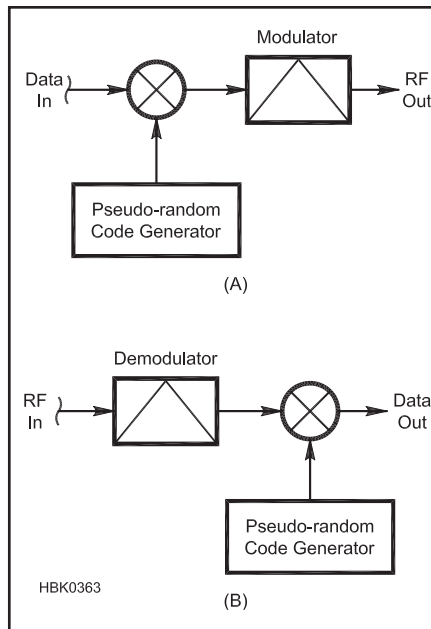 Modulator
Data
In
RF
Out
Pseudo-random
Code Generator
(A)
Demodulator
RF
In
Data
Out
Pseudo-random
Code Generator
HBK0363
(B)